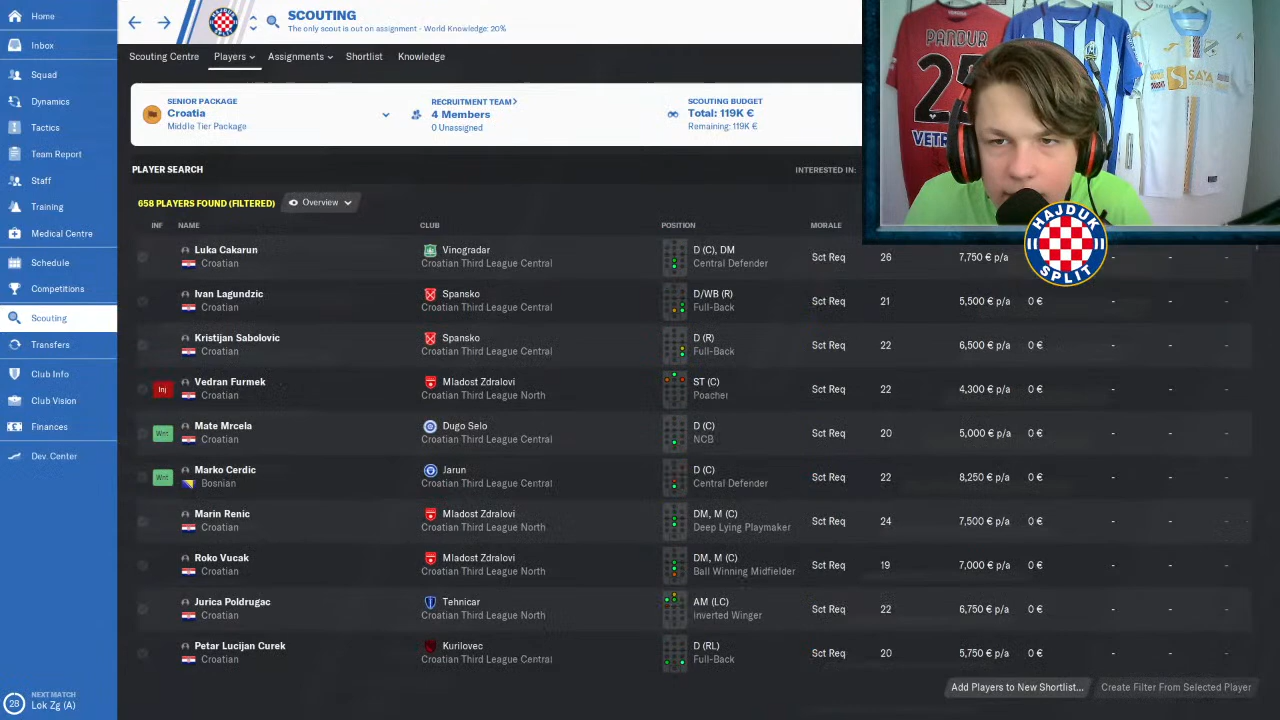 Home
Inbox
Squad
Dynamics
Tactics
Team Report
Staff
Training
Medical Centre
Schedule
Competitions
Scouting
Transfers
Club Info
Club Vision
Finances
Dev. Center
28
NEXT MATCH
Lok Zg (A)
SCOUTING
The only scout is out on assignment - World Knowledge: 20%
Scouting Centre Players Assignments Shortlist Knowledge
SENIOR PACKAGE
Croatia
Middle Tier Package
RECRUITMENT TEAM
4 Members
0 Unassigned
SCOUTING BUDGET
Total: 119K €
Remaining: 119K €
PLAYER SEARCH
INTERESTED IN:
658 PLAYERS FOUND (FILTERED) Overview
INF NAME CLUB POSITION MORALE
Luka Cakarun Vinogradar D (C), DM
Croatian Croatian Third League Central Central Defender
Sct Req 26 7,750 € p/a - - -
Ivan Lagundzic Spansko D/WB (R)
Croatian Croatian Third League Central Full-Back
Sct Req 21 5,500 € p/a 0 € - - -
Kristijan Sabolovic Spansko D (R)
Croatian Croatian Third League Central Full-Back
Sct Req 22 6,500 € p/a 0 € - - -
Inj Vedran Furmek Mladost Zdralovi ST (C)
Croatian Croatian Third League North Poacher
Sct Req 22 4,300 € p/a 0 € - - -
Wnt Mate Mrcela Dugo Selo D (C)
Croatian Croatian Third League Central NCB
Sct Req 20 5,000 € p/a 0 € - - -
Wnt Marko Cerdic Jarun D (C)
Bosnian Croatian Third League Central Central Defender
Sct Req 22 8,250 € p/a 0 € - - -
Marin Renic Mladost Zdralovi DM, M (C)
Croatian Croatian Third League North Deep Lying Playmaker
Sct Req 24 7,500 € p/a 0 € - - -
Roko Vucak Mladost Zdralovi DM, M (C)
Croatian Croatian Third League North Ball Winning Midfielder
Sct Req 19 7,000 € p/a 0 € - - -
Jurica Poldrugac Tehnicar AM (LC)
Croatian Croatian Third League North Inverted Winger
Sct Req 22 6,750 € p/a 0 € - - -
Petar Lucijan Curek Kurilovec D (RL)
Croatian Croatian Third League Central Full-Back
Sct Req 20 5,750 € p/a 0 € - - -
Add Players to New Shortlist... Create Filter From Selected Player
PANDUR
HAJDUK
SPLIT
HAJDUK
SPLIT
SAYA